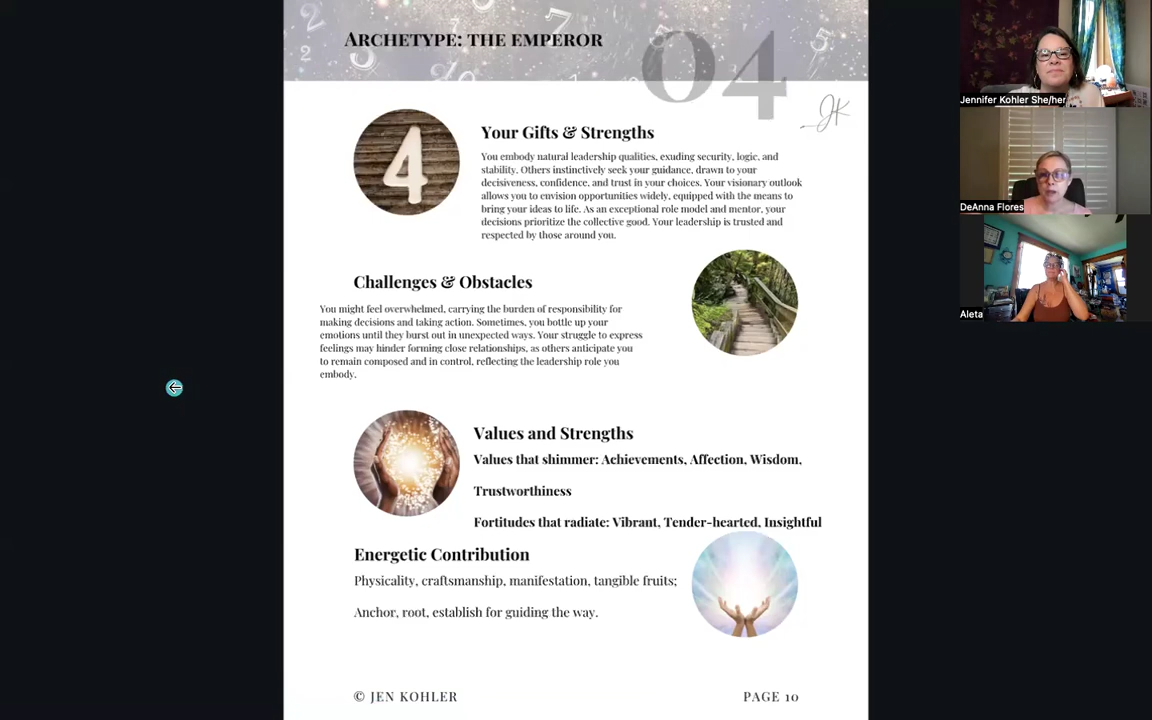 ARCHETYPE: THE EMPEROR
04
JK
4
Your Gifts & Strengths
You embody natural leadership qualities, exuding security, logic, and
stability. Others instinctively seek your guidance, drawn to your
decisiveness, confidence, and trust in your choices. Your visionary outlook
allows you to envision opportunities widely, equipped with the means to
bring your ideas to life. As an exceptional role model and mentor, your
decisions prioritize the collective good. Your leadership is trusted and
respected by those around you.
Challenges & Obstacles
You might feel overwhelmed, carrying the burden of responsibility for
making decisions and taking action. Sometimes, you bottle up your
emotions until they burst out in unexpected ways. Your struggle to express
feelings may hinder forming close relationships, as others anticipate you
to remain composed and in control, reflecting the leadership role you
embody.
Values and Strengths
Values that shimmer: Achievements, Affection, Wisdom,
Trustworthiness
Fortitudes that radiate: Vibrant, Tender-hearted, Insightful
Energetic Contribution
Physicality, craftsmanship, manifestation, tangible fruits;
Anchor, root, establish for guiding the way.
© JEN KOHLER
PAGE 10
Jennifer Kohler She/her
DeAnna Flores
Aleta